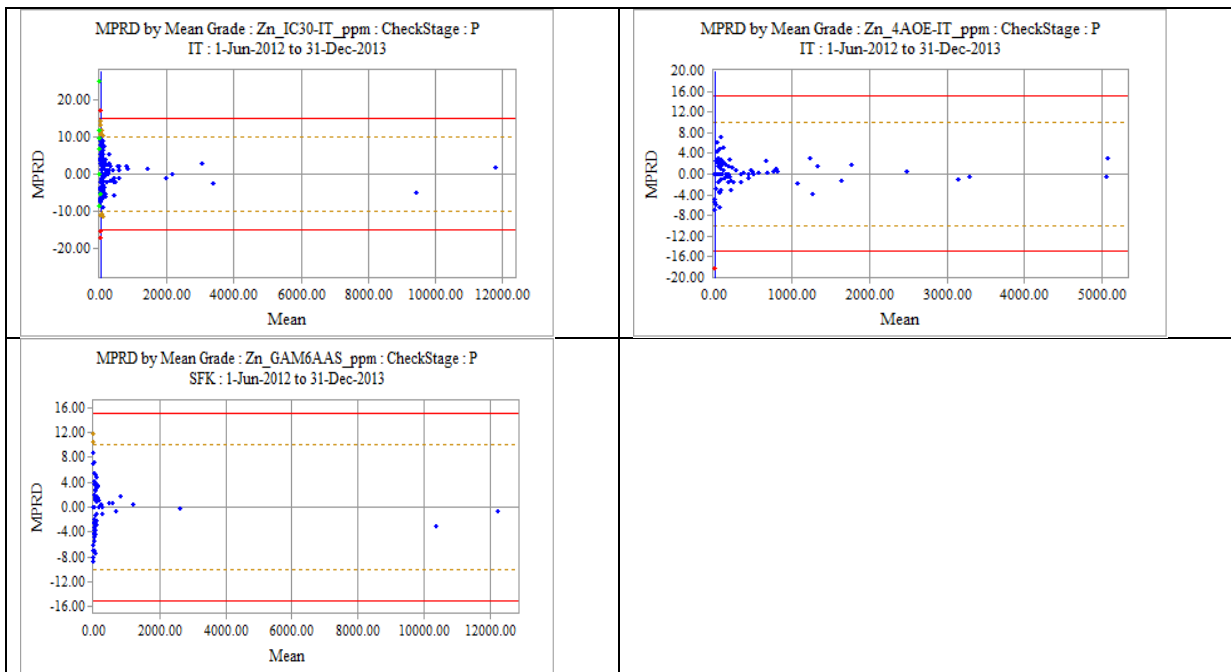 MPRD by Mean Grade : Zn_IC30-IT_ppm : CheckStage : P
IT : 1-Jun-2012 to 31-Dec-2013
20.00
10.00
0.00
-10.00
-20.00
MPRD
0.00 2000.00 4000.00 6000.00 8000.00 10000.00 12000.00
Mean
MPRD by Mean Grade : Zn_4AOE-IT_ppm : CheckStage : P
IT : 1-Jun-2012 to 31-Dec-2013
20.00
16.00
12.00
8.00
4.00
0.00
-4.00
-8.00
-12.00
-16.00
-20.00
MPRD
0.00 1000.00 2000.00 3000.00 4000.00 5000.00
Mean
MPRD by Mean Grade : Zn_GAM6AAS_ppm : CheckStage : P
SFK : 1-Jun-2012 to 31-Dec-2013
16.00
12.00
8.00
4.00
0.00
-4.00
-8.00
-12.00
-16.00
MPRD
0.00 2000.00 4000.00 6000.00 8000.00 10000.00 12000.00
Mean